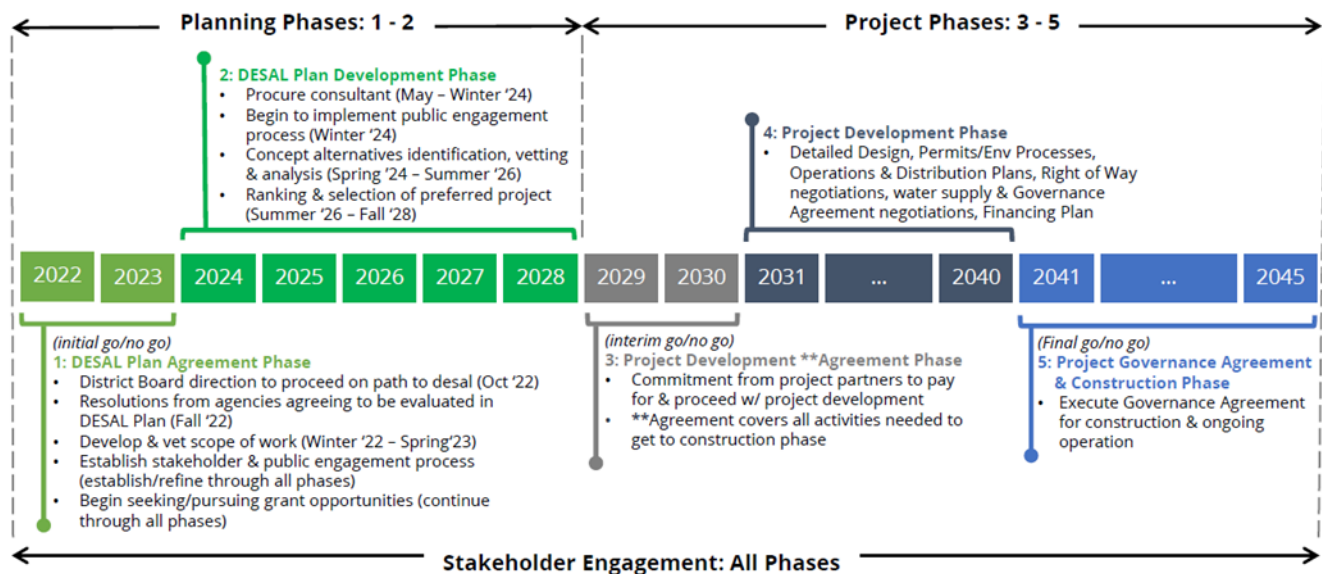 Planning Phases: 1 - 2
Project Phases: 3 - 5
2: DESAL Plan Development Phase
• Procure consultant (May – Winter ‘24)
• Begin to implement public engagement
process (Winter ‘24)
• Concept alternatives identification, vetting
& analysis (Spring ‘24 – Summer ‘26)
• Ranking & selection of preferred project
(Summer ‘26 – Fall ‘28)
4: Project Development Phase
• Detailed Design, Permits/Env Processes,
Operations & Distribution Plans, Right of Way
negotiations, water supply & Governance
Agreement negotiations, Financing Plan
2022 2023 2024 2025 2026 2027 2028 2029 2030 2031 ... 2040 2041 ... 2045
(initial go/no go)
1: DESAL Plan Agreement Phase
• District Board direction to proceed on path to desal (Oct ‘22)
• Resolutions from agencies agreeing to be evaluated in
DESAL Plan (Fall ‘22)
• Develop & vet scope of work (Winter ‘22 – Spring‘23)
• Establish stakeholder & public engagement process
(establish/refine through all phases)
• Begin seeking/pursuing grant opportunities (continue
through all phases)
(interim go/no go)
3: Project Development **Agreement Phase
• Commitment from project partners to pay
for & proceed w/ project development
• **Agreement covers all activities needed to
get to construction phase
(Final go/no go)
5: Project Governance Agreement
& Construction Phase
• Execute Governance Agreement
for construction & ongoing
operation
Stakeholder Engagement: All Phases